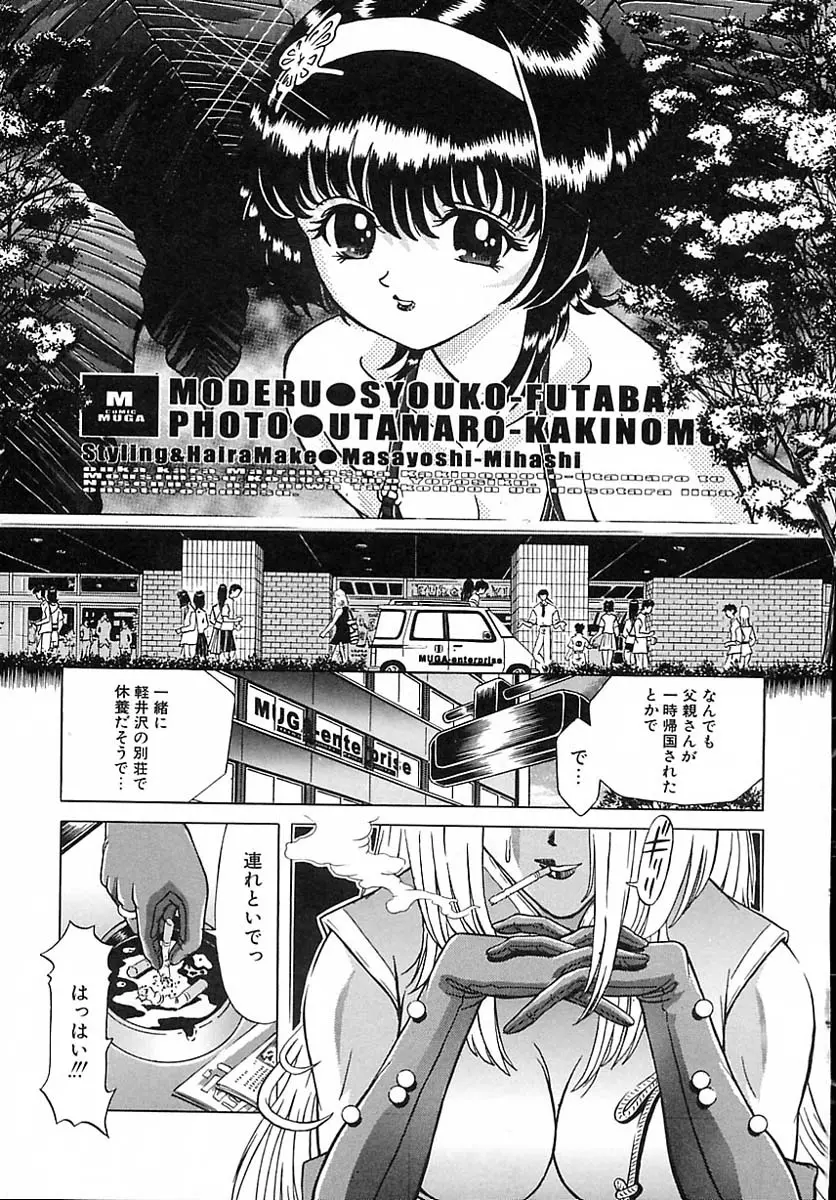 M
COMIC
MUGA
MODERU●SYOUKO-FUTABA
PHOTO●UTAMARO-KAKINOMO
Styling&HairaMake●Masayoshi-Mihashi
MUGA-enterprise
なんでも
父親さんが
一時帰国された
とかで
で…
MUGA-enterprise
一緒に
軽井沢の別荘で
休養だそうで…
ギリ
連れといでっ
はっはい!!!